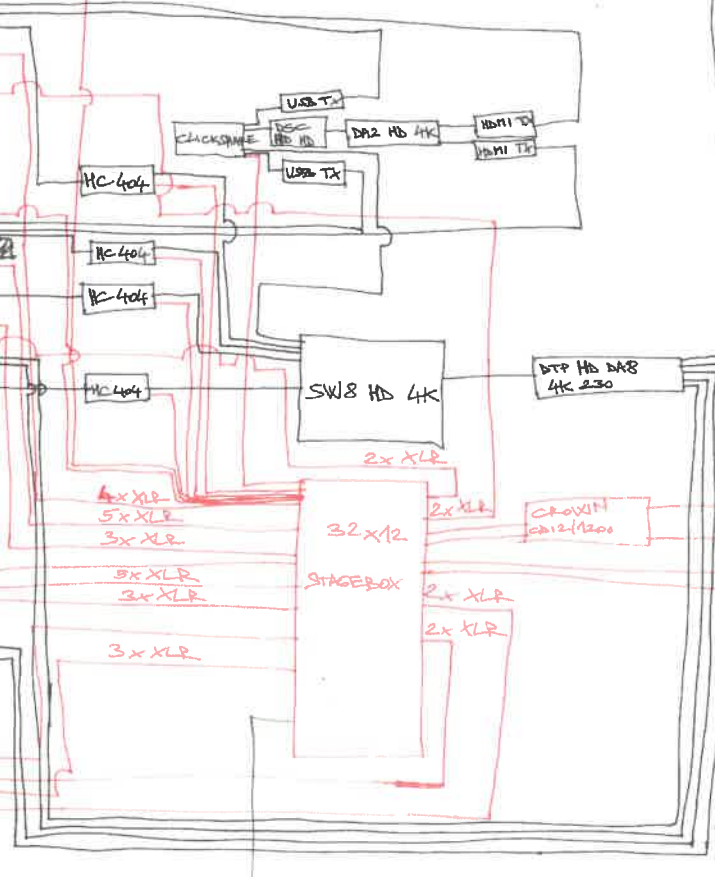 USB TX
CLICKSHARE
DSC
HD HD
DA2 HD 4K
HDMI TX
HDMI TX
USB TX
HC 404
HC 404
HC 404
HC 404
SW8 HD 4K
DTP HD DA8
4K 230
2x XLR
4x XLR
2x XLR
5x XLR
3x XLR
32x12
STAGEBOX
CROWN
CDi2/1200
5x XLR
3x XLR
2x XLR
2x XLR
3x XLR